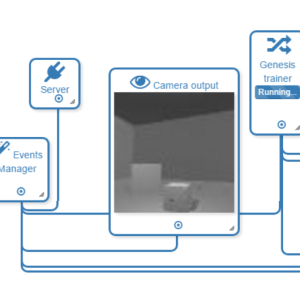 Server
Camera output
Genesis
trainer
Running...
Events
Manager